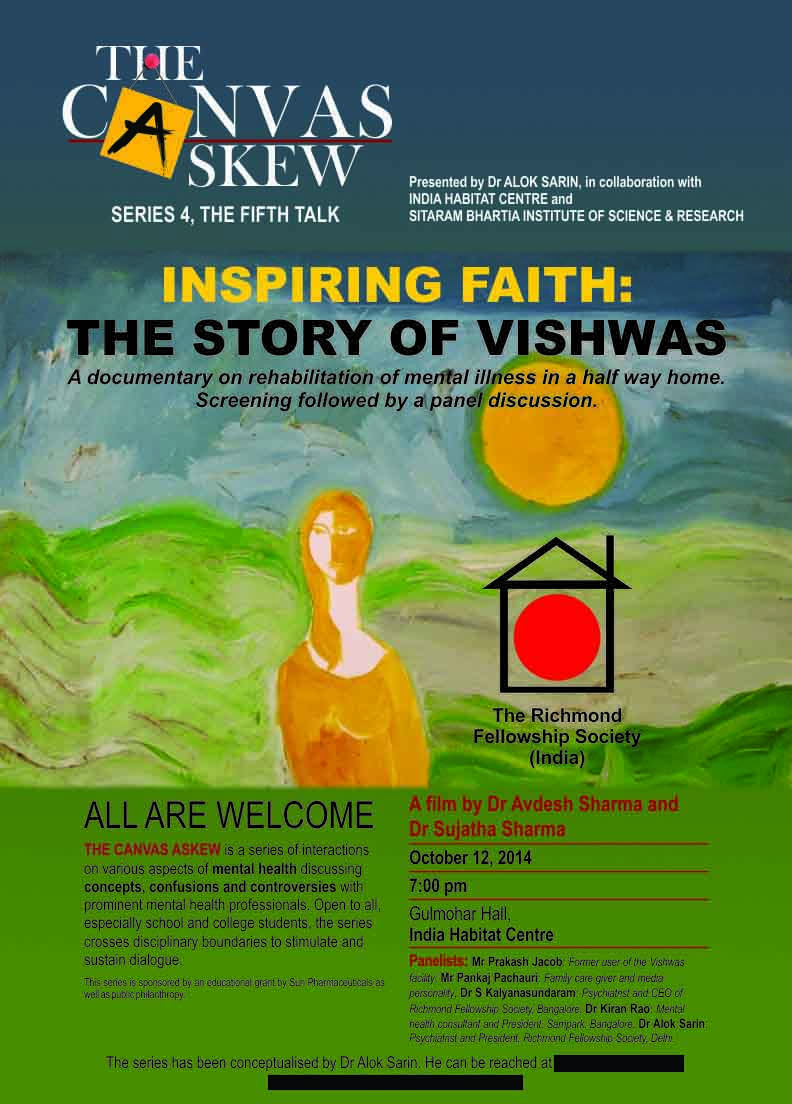 THE
CANVAS
ASKEW
SERIES 4, THE FIFTH TALK
Presented by Dr ALOK SARIN, in collaboration with
INDIA HABITAT CENTRE and
SITARAM BHARTIA INSTITUTE OF SCIENCE & RESEARCH
INSPIRING FAITH:
THE STORY OF VISHWAS
A documentary on rehabilitation of mental illness in a half way home.
Screening followed by a panel discussion.
The Richmond
Fellowship Society
(India)
ALL ARE WELCOME
THE CANVAS ASKEW is a series of interactions
on various aspects of mental health discussing
concepts, confusions and controversies with
prominent mental health professionals. Open to all,
especially school and college students, the series
crosses disciplinary boundaries to stimulate and
sustain dialogue.
This series is sponsored by an educational grant by Sun Pharmaceuticals as
well as public philanthropy.
A film by Dr Avdesh Sharma and
Dr Sujatha Sharma
October 12, 2014
7:00 pm
Gulmohar Hall,
India Habitat Centre
Panelists: Mr Prakash Jacob: Former user of the Vishwas
facility. Mr Pankaj Pachauri: Family care giver and media
personality. Dr S Kalyanasundaram: Psychiatrist and CEO of
Richmond Fellowship Society, Bangalore. Dr Kiran Rao: Mental
health consultant and President, Sampark, Bangalore. Dr Alok Sarin:
Psychiatrist and President, Richmond Fellowship Society, Delhi
The series has been conceptualised by Dr Alok Sarin. He can be reached at